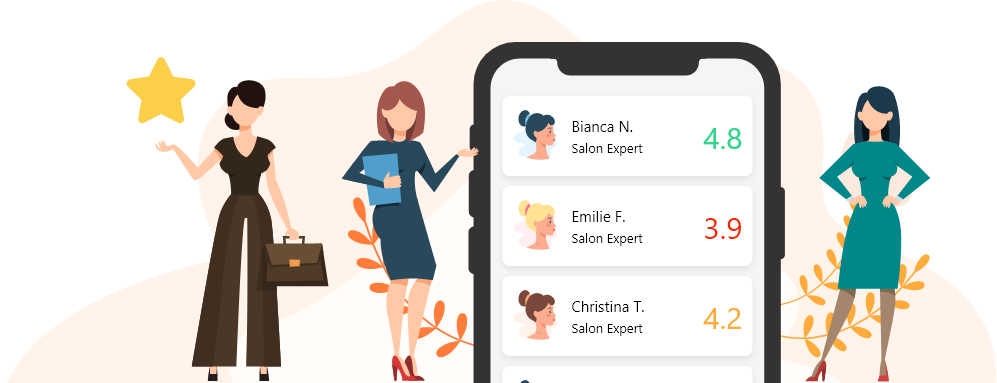 Bianca N.
Salon Expert
4.8
Emilie F.
Salon Expert
3.9
Christina T.
Salon Expert
4.2